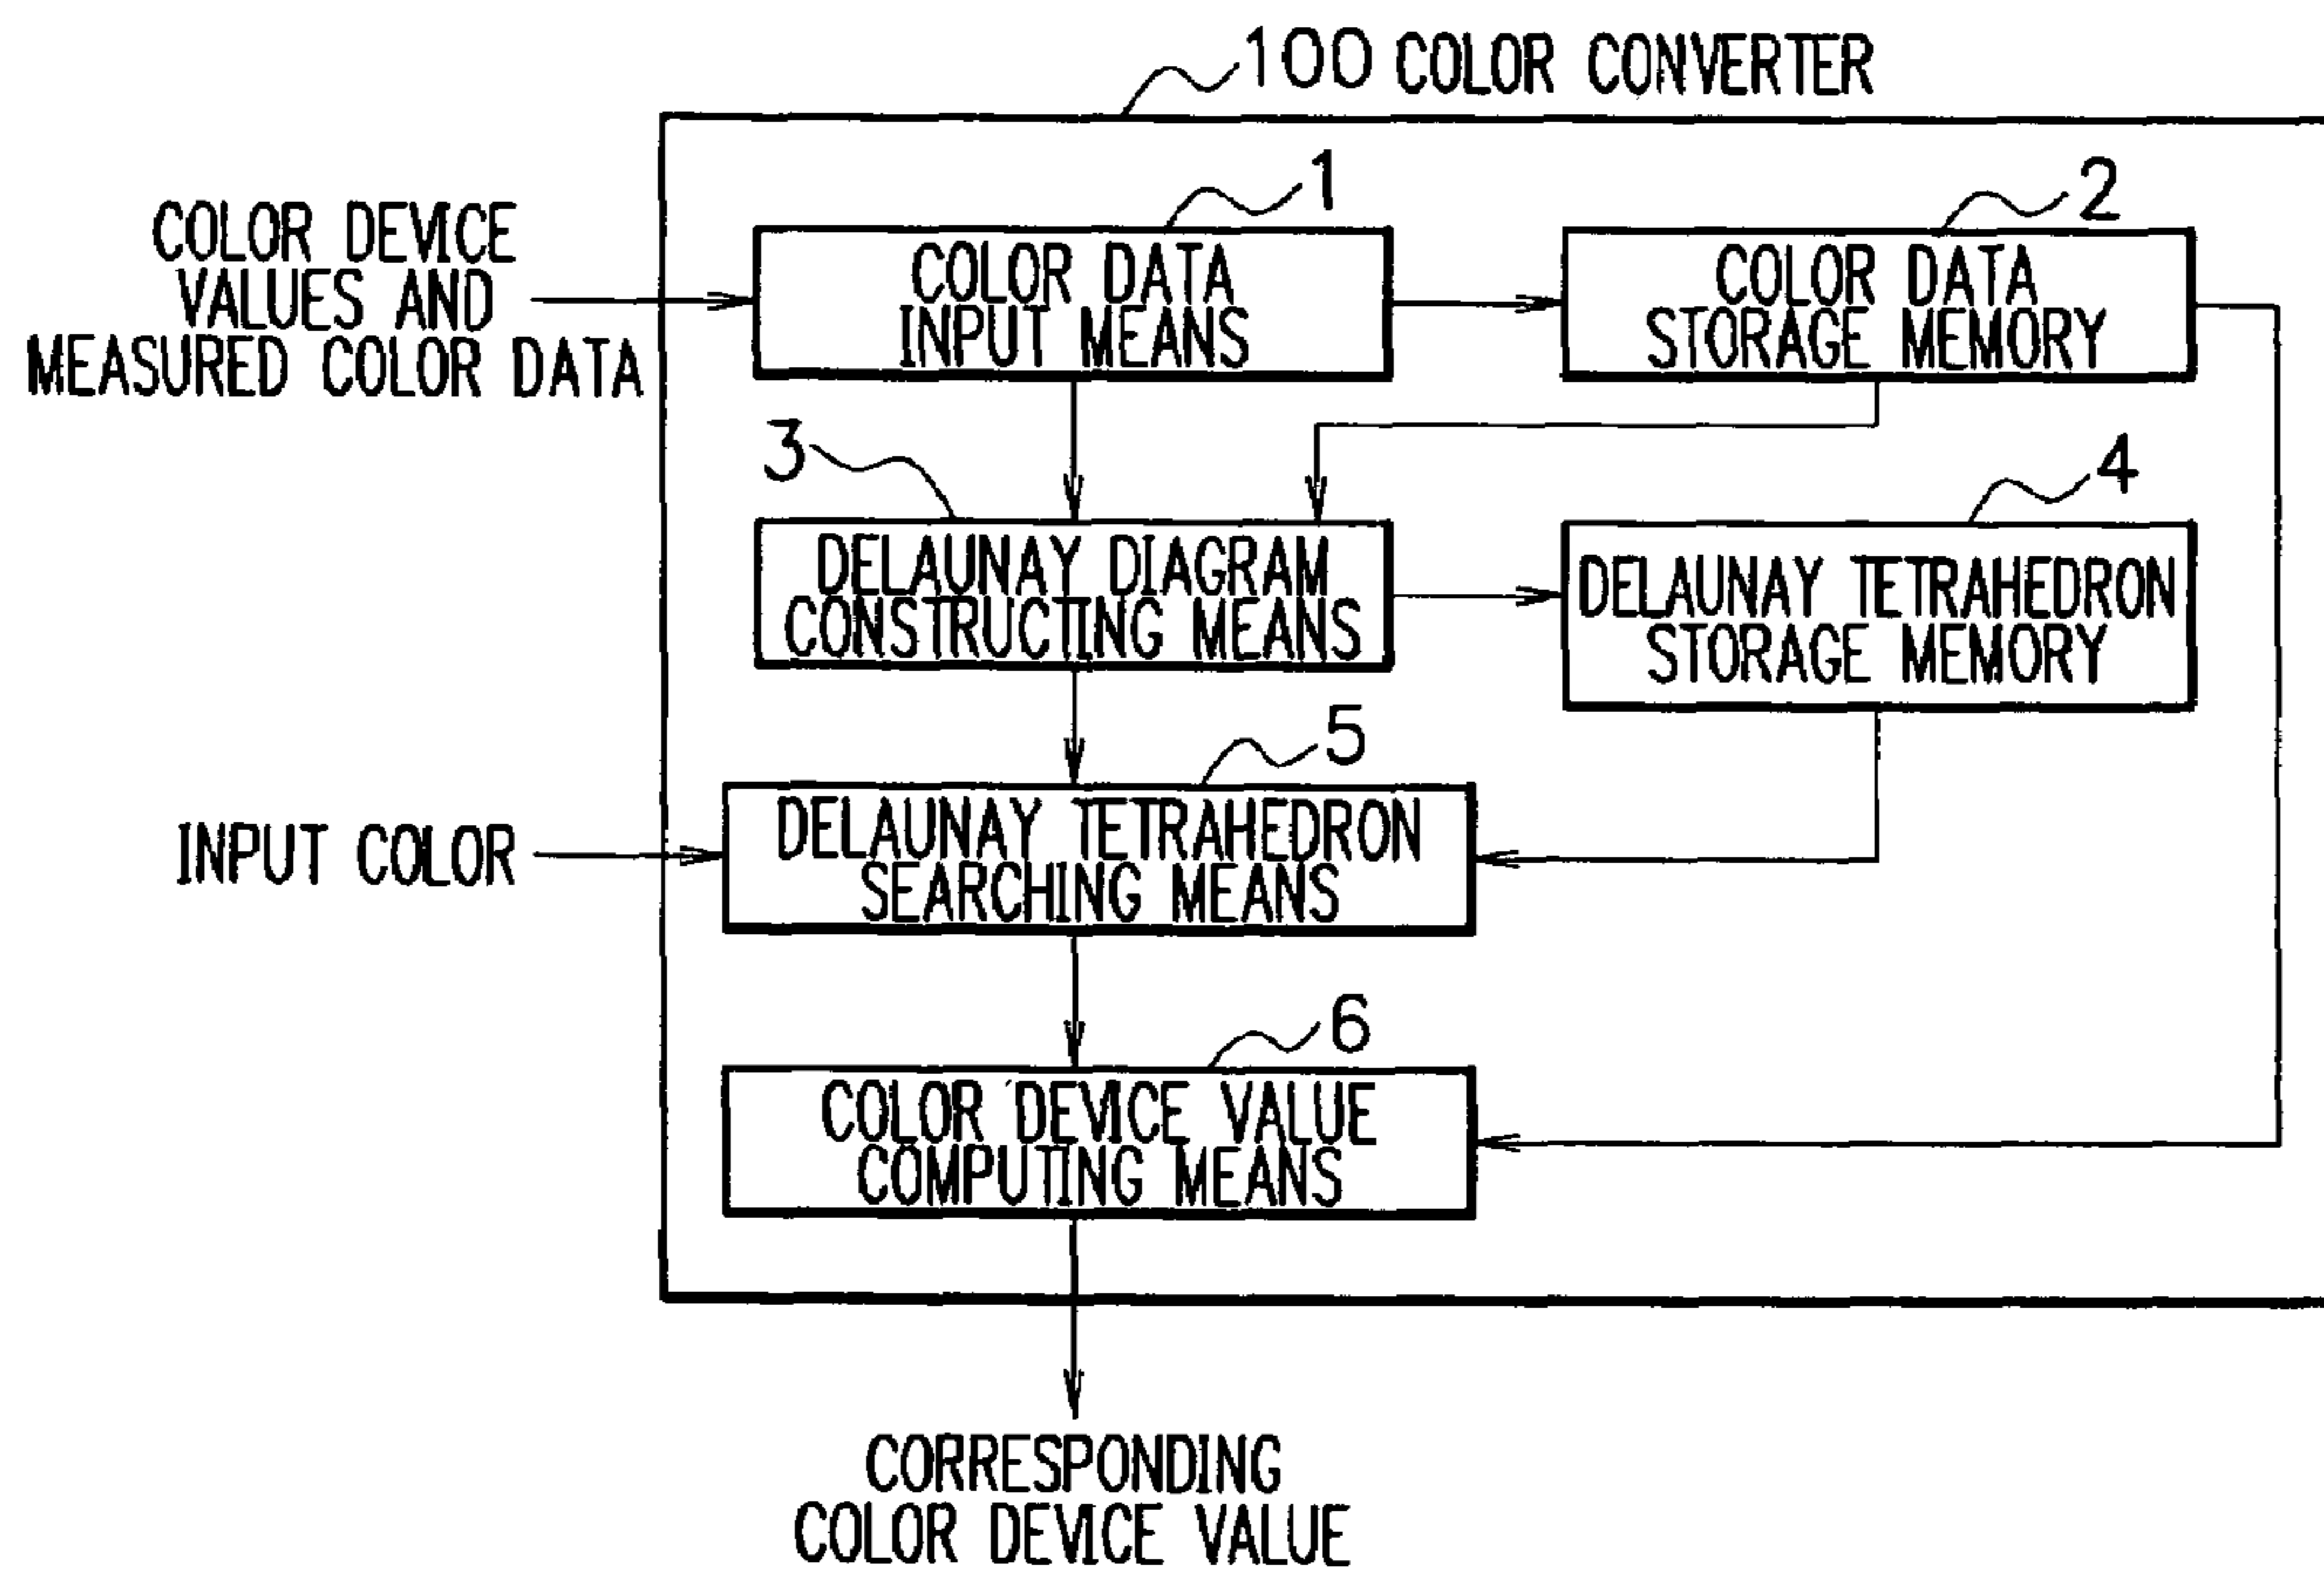 100 COLOR CONVERTER
1
2
COLOR DEVICE
VALUES AND
MEASURED COLOR DATA
COLOR DATA
INPUT MEANS
COLOR DATA
STORAGE MEMORY
3
4
DELAUNAY DIAGRAM
CONSTRUCTING MEANS
DELAUNAY TETRAHEDRON
STORAGE MEMORY
5
INPUT COLOR
DELAUNAY TETRAHEDRON
SEARCHING MEANS
6
COLOR DEVICE VALUE
COMPUTING MEANS
CORRESPONDING
COLOR DEVICE VALUE